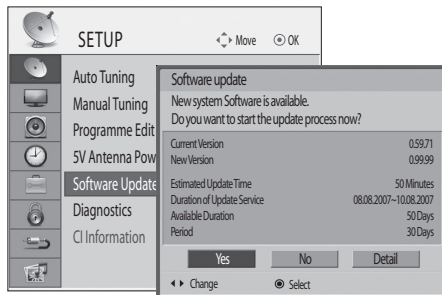 SETUP
Move OK
Auto Tuning
Manual Tuning
Programme Edit
5V Antenna Pow
Software Update
Diagnostics
CI Information
Software update
New system Software is available.
Do you want to start the update process now?
Current Version 0.59.71
New Version 0.99.99
Estimated Update Time 50 Minutes
Duration of Update Service 08.08.2007~10.08.2007
Available Duration 50 Days
Period 30 Days
Yes No Detail
Change Select